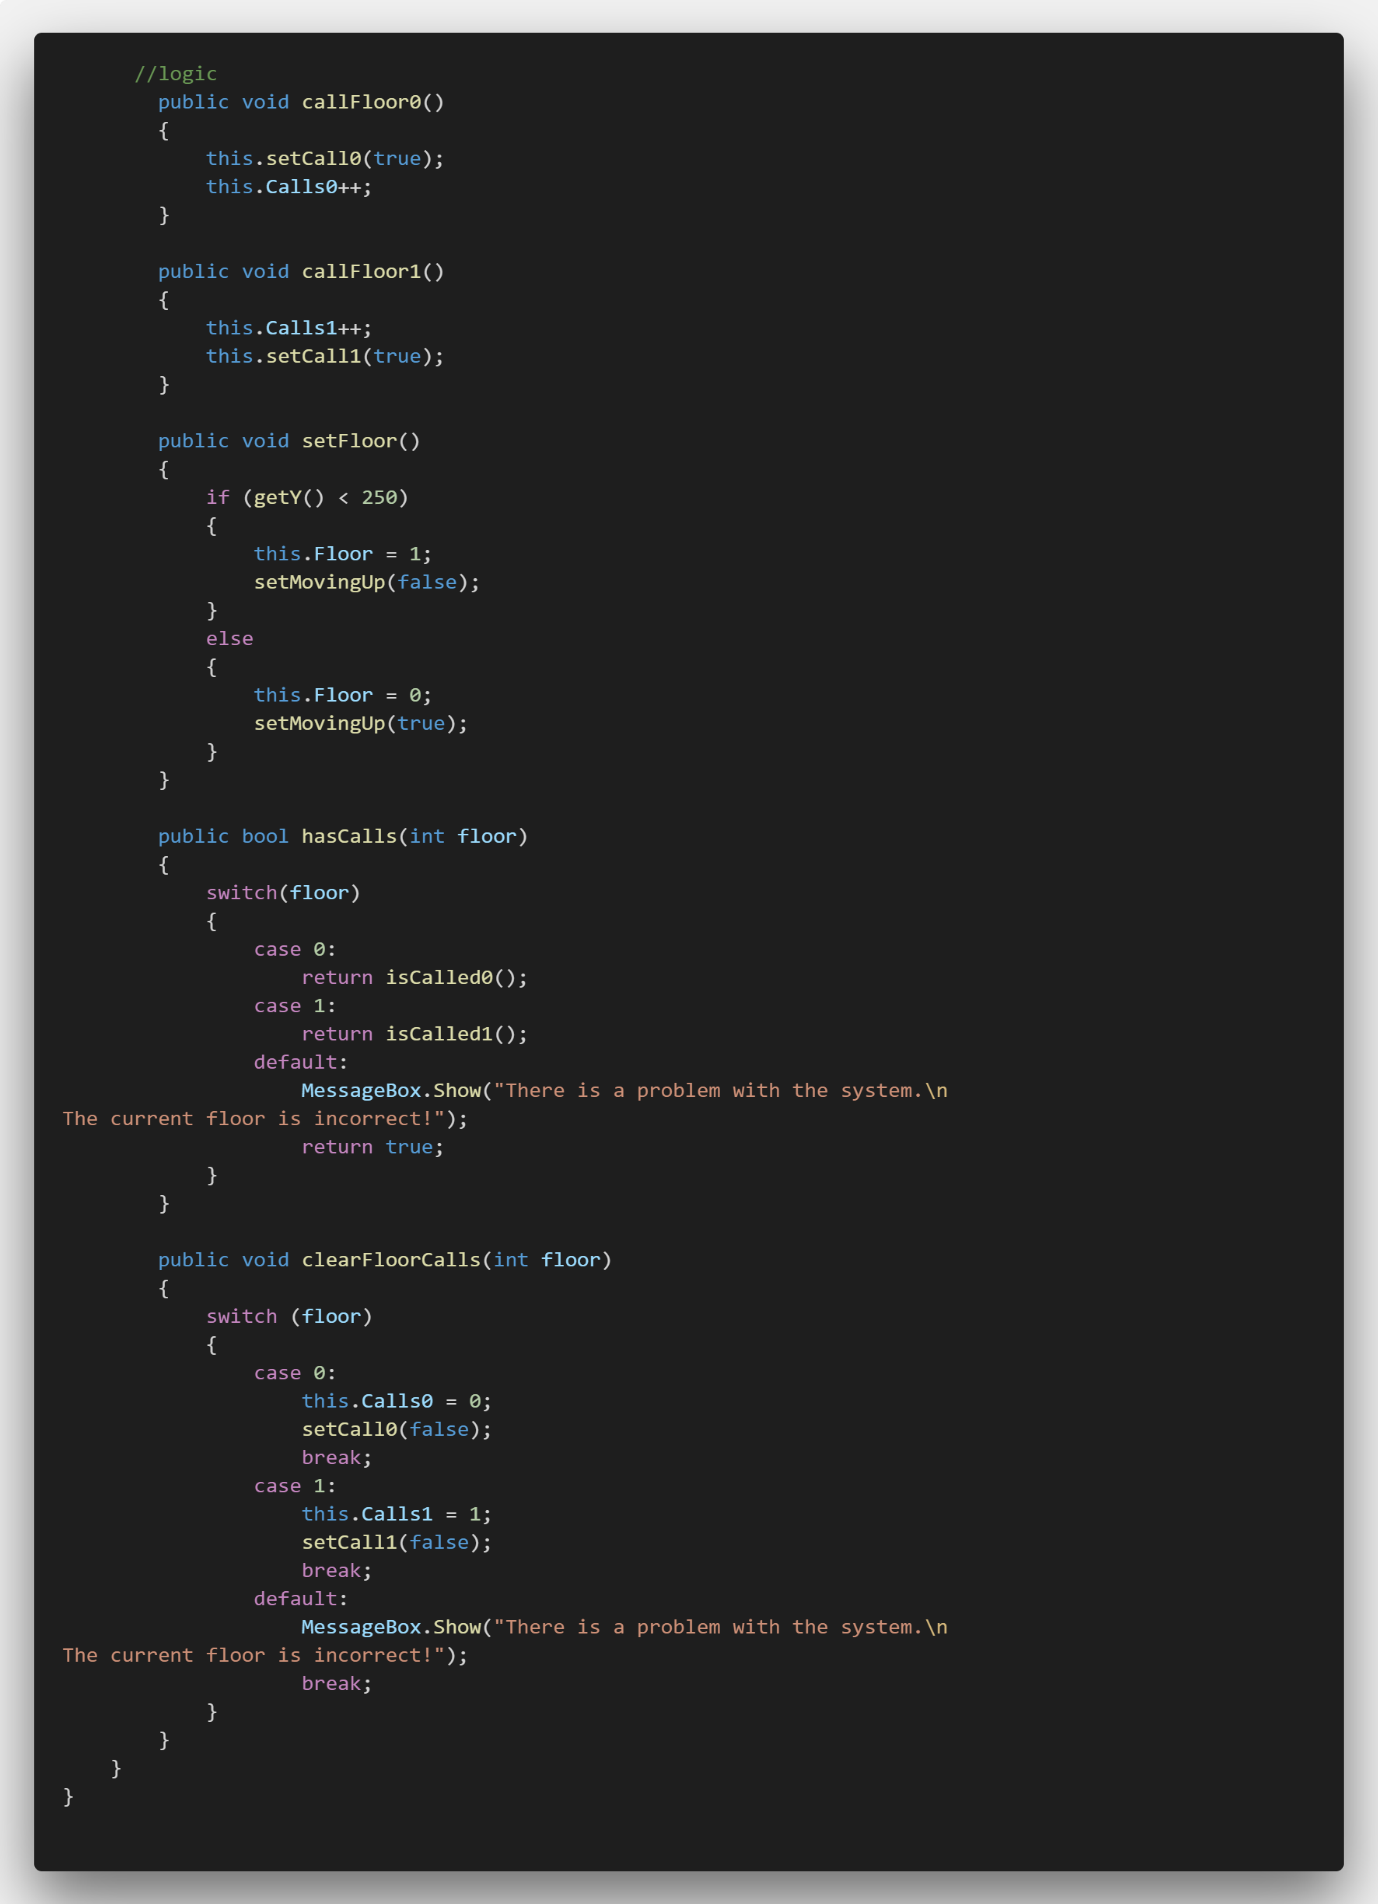 //logic
public void callFloor0()
{
this.setCall0(true);
this.Calls0++;
}
public void callFloor1()
{
this.Calls1++;
this.setCall1(true);
}
public void setFloor()
{
if (getY() < 250)
{
this.Floor = 1;
setMovingUp(false);
}
else
{
this.Floor = 0;
setMovingUp(true);
}
}
public bool hasCalls(int floor)
{
switch(floor)
{
case 0:
return isCalled0();
case 1:
return isCalled1();
default:
MessageBox.Show("There is a problem with the system.\n
The current floor is incorrect!");
return true;
}
}
public void clearFloorCalls(int floor)
{
switch (floor)
{
case 0:
this.Calls0 = 0;
setCall0(false);
break;
case 1:
this.Calls1 = 1;
setCall1(false);
break;
default:
MessageBox.Show("There is a problem with the system.\n
The current floor is incorrect!");
break;
}
}
}
}